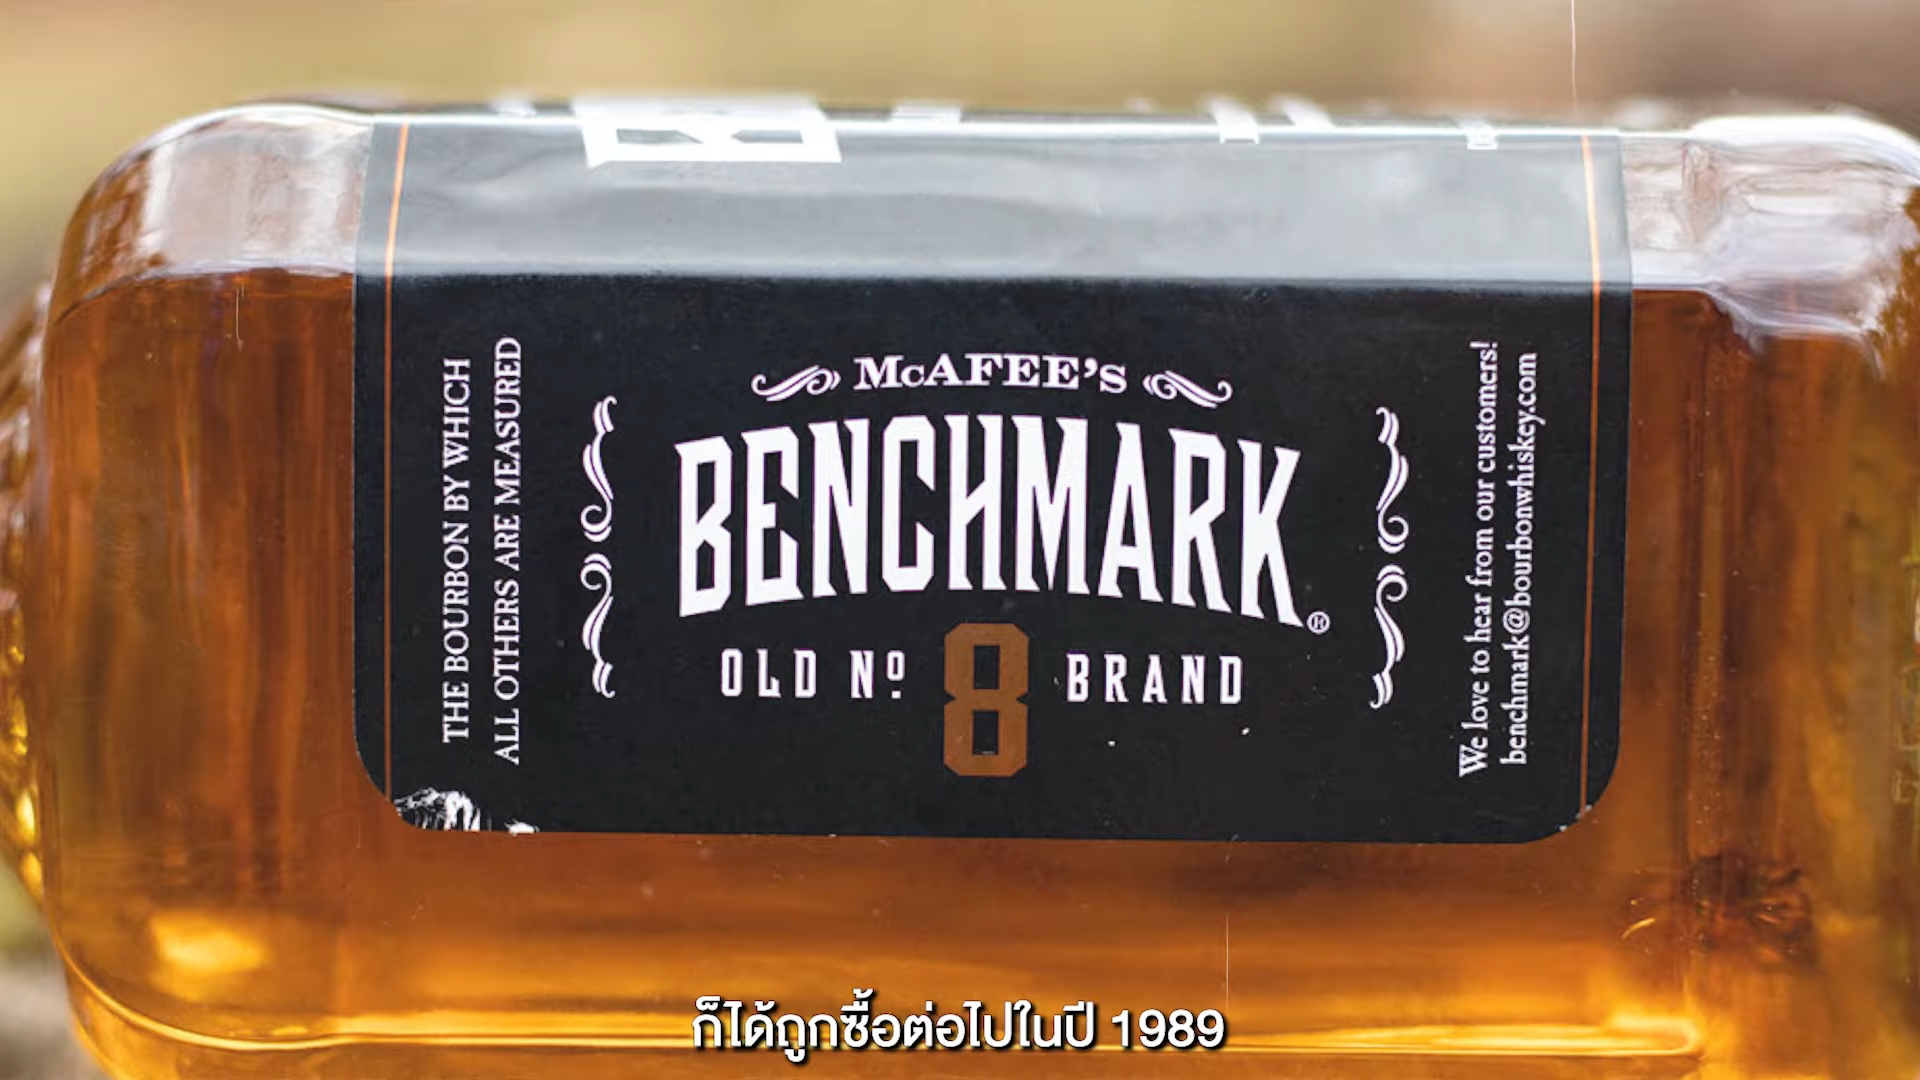 THE BOURBON BY WHICH
ALL OTHERS ARE MEASURED
McAFEE'S
BENCHMARK®
OLD Nº 8 BRAND
We love to hear from our customers!
benchmark@bourbonwhiskey.com
ก็ได้ถูกซื้อต่อไปในปี 1989